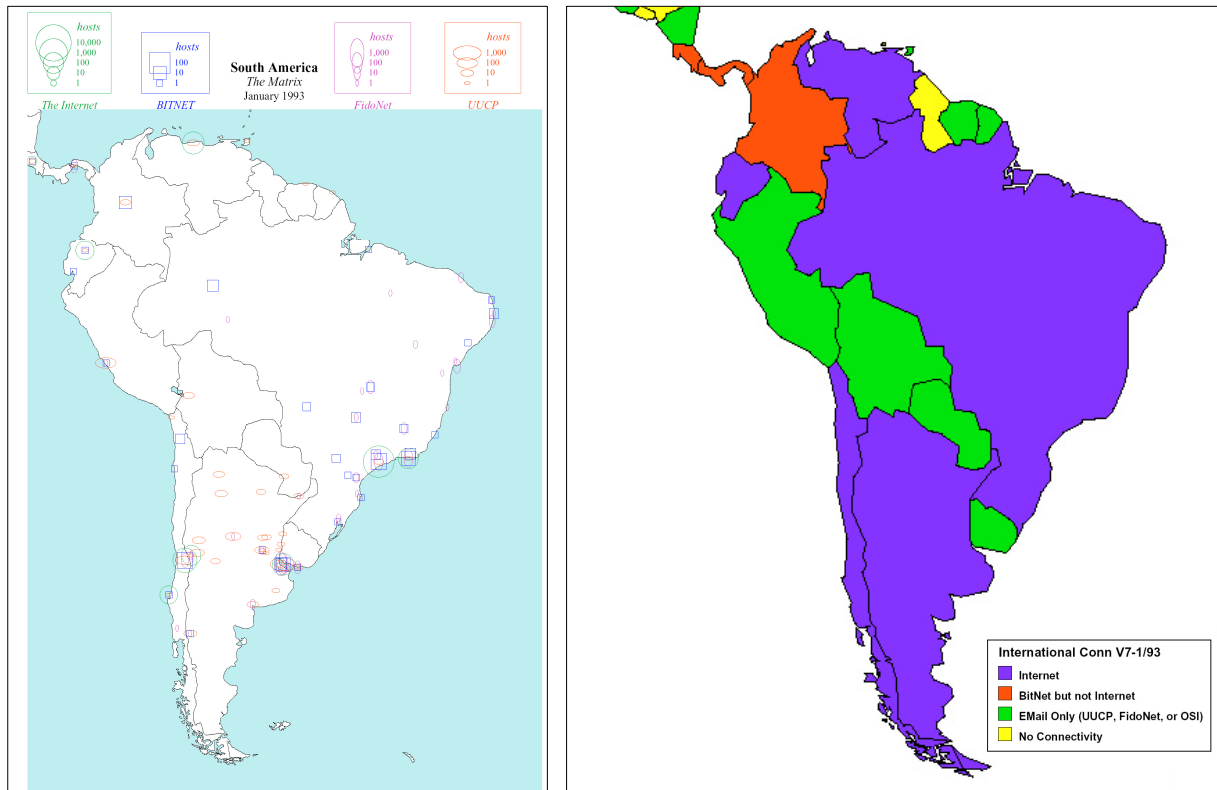 hosts
10,000
1,000
100
10
1
The Internet
hosts
100
10
1
BITNET
South America
The Matrix
January 1993
hosts
1,000
100
10
1
FidoNet
hosts
1,000
100
10
1
UUCP
International Conn V7-1/93
Internet
BitNet but not Internet
EMail Only (UUCP, FidoNet, or OSI)
No Connectivity